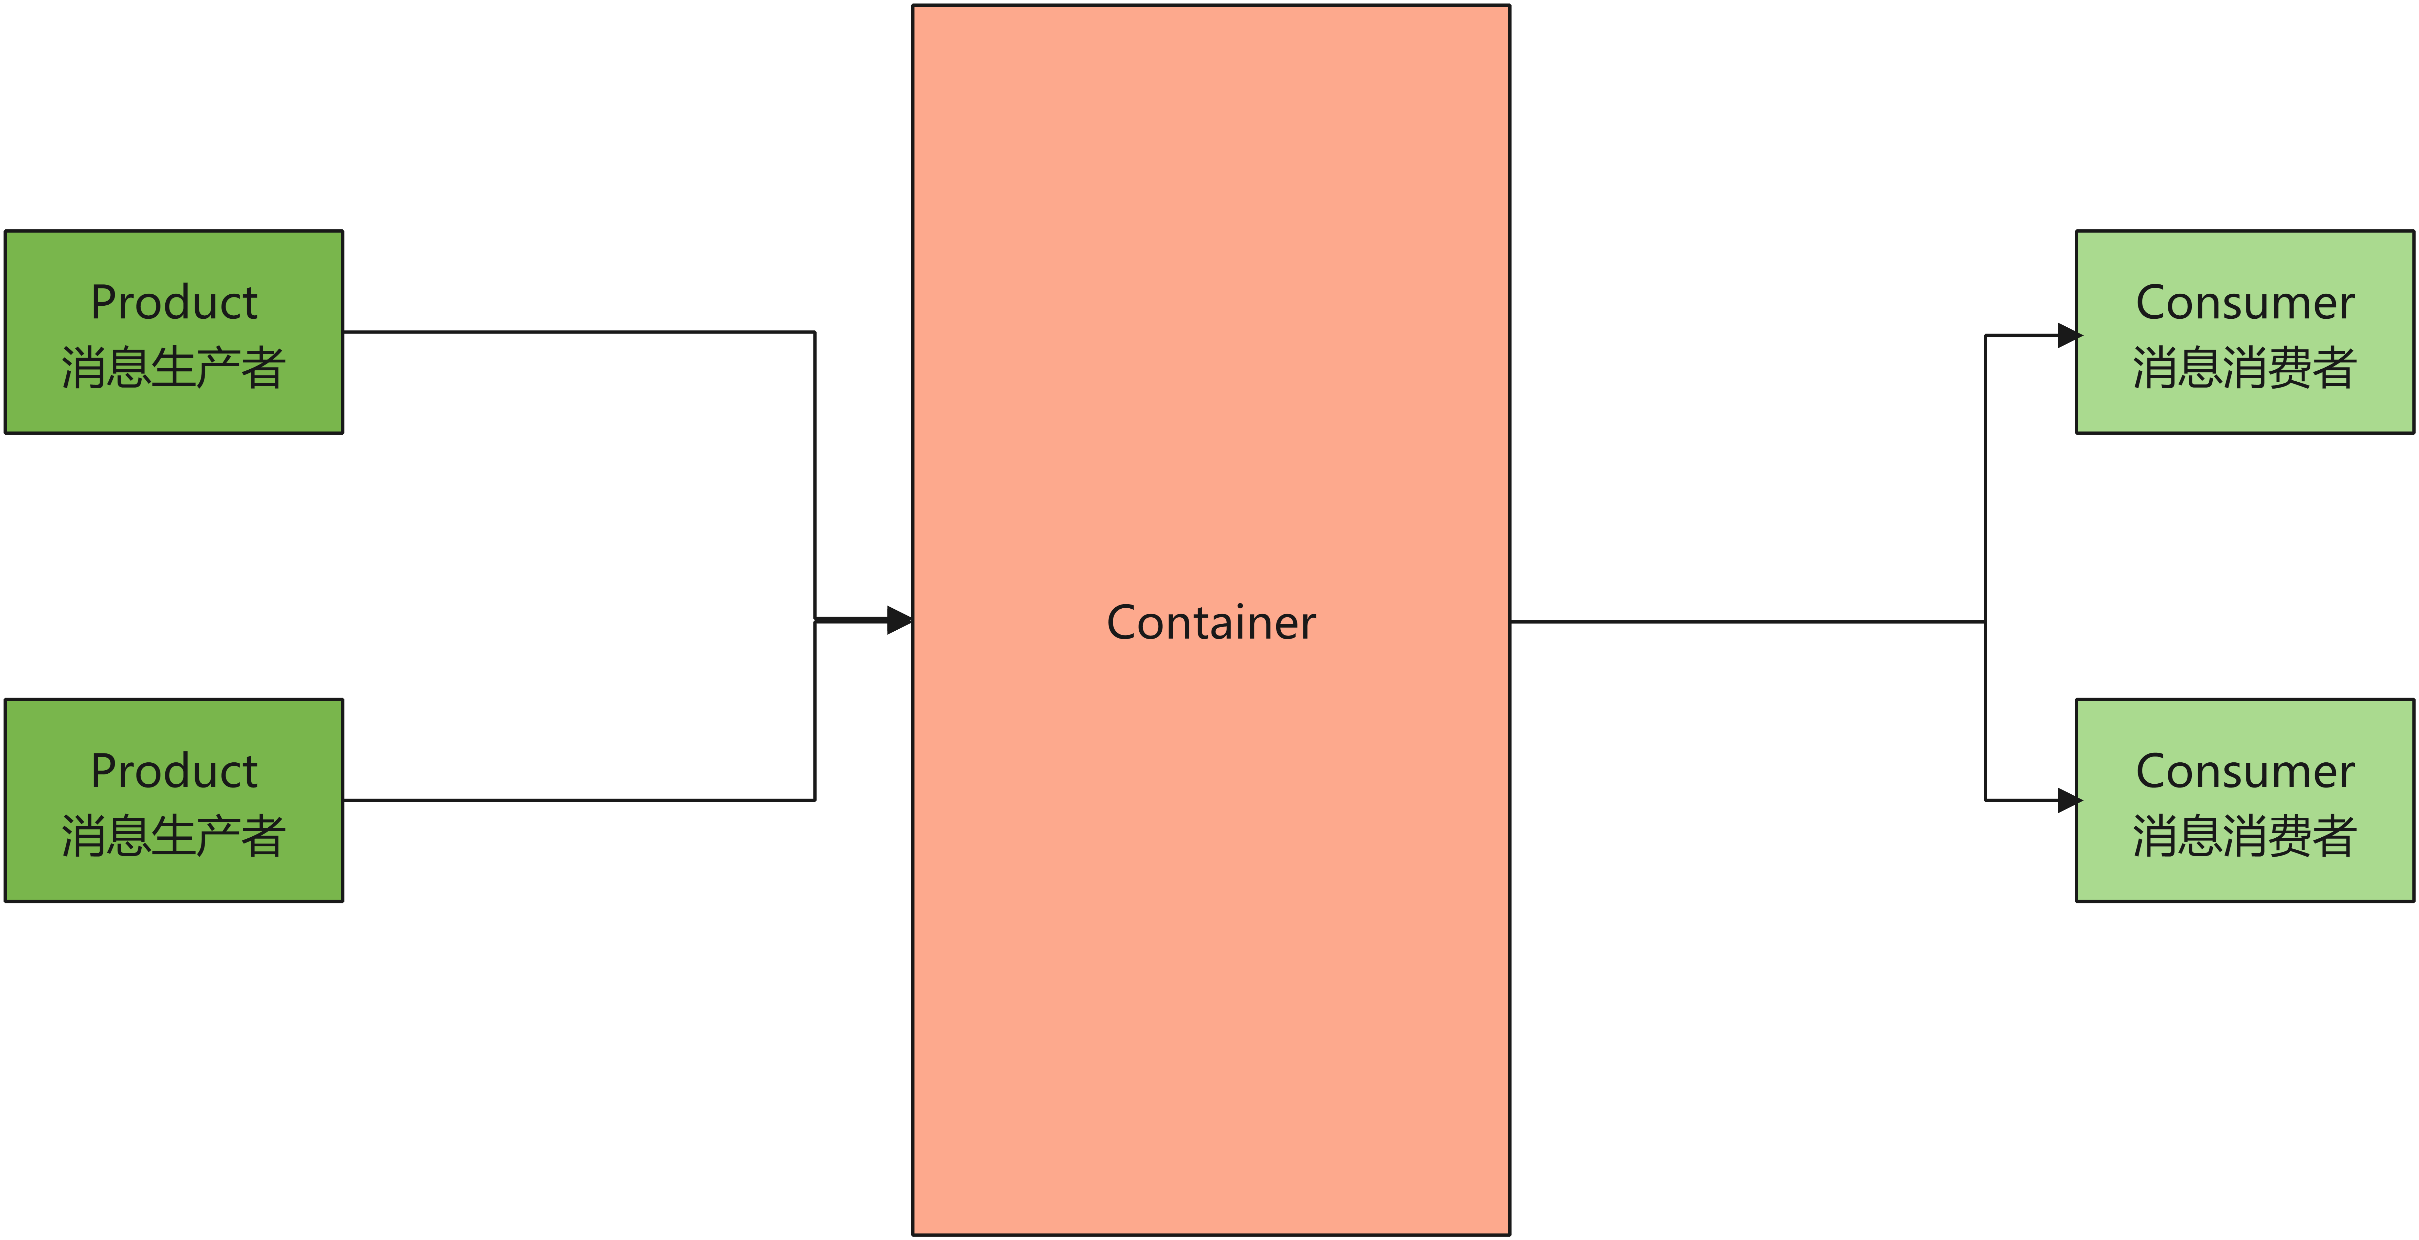 Product
消息生产者
Product
消息生产者
Container
Consumer
消息消费者
Consumer
消息消费者